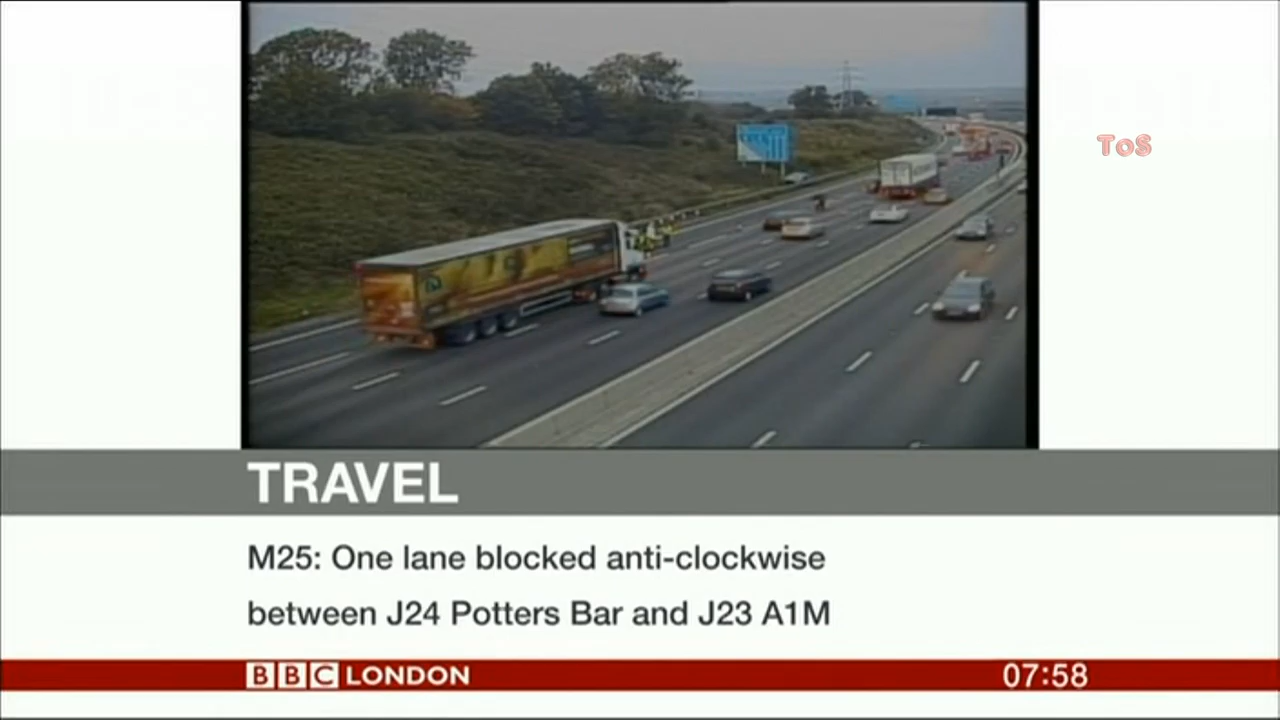 ToS
TRAVEL
M25: One lane blocked anti-clockwise
between J24 Potters Bar and J23 A1M
BBC LONDON
07:58